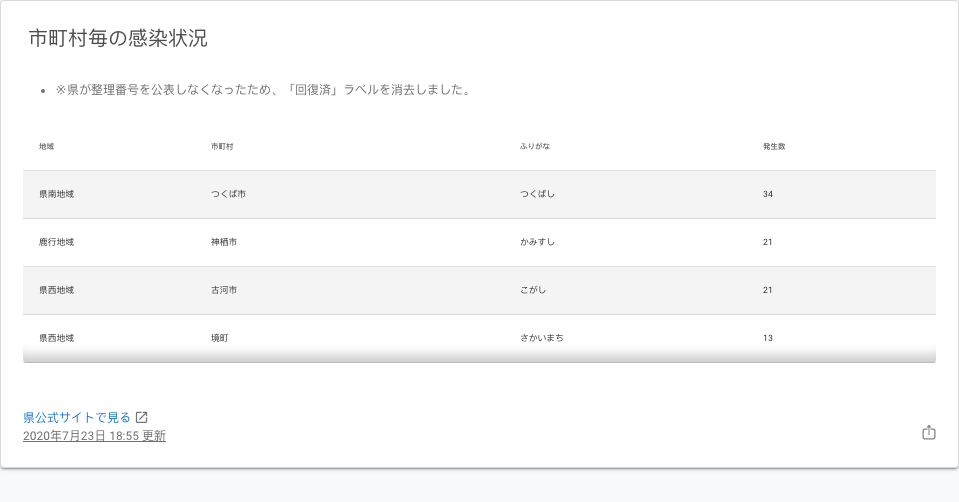 市町村毎の感染状況
※県が整理番号を公表しなくなったため、「回復済」ラベルを消去しました。
地域 市町村 ふりがな 発生数
県南地域 つくば市 つくばし 34
鹿行地域 神栖市 かみすし 21
県西地域 古河市 こがし 21
県西地域 境町 さかいまち 13
県公式サイトで見る
2020年7月23日 18:55 更新